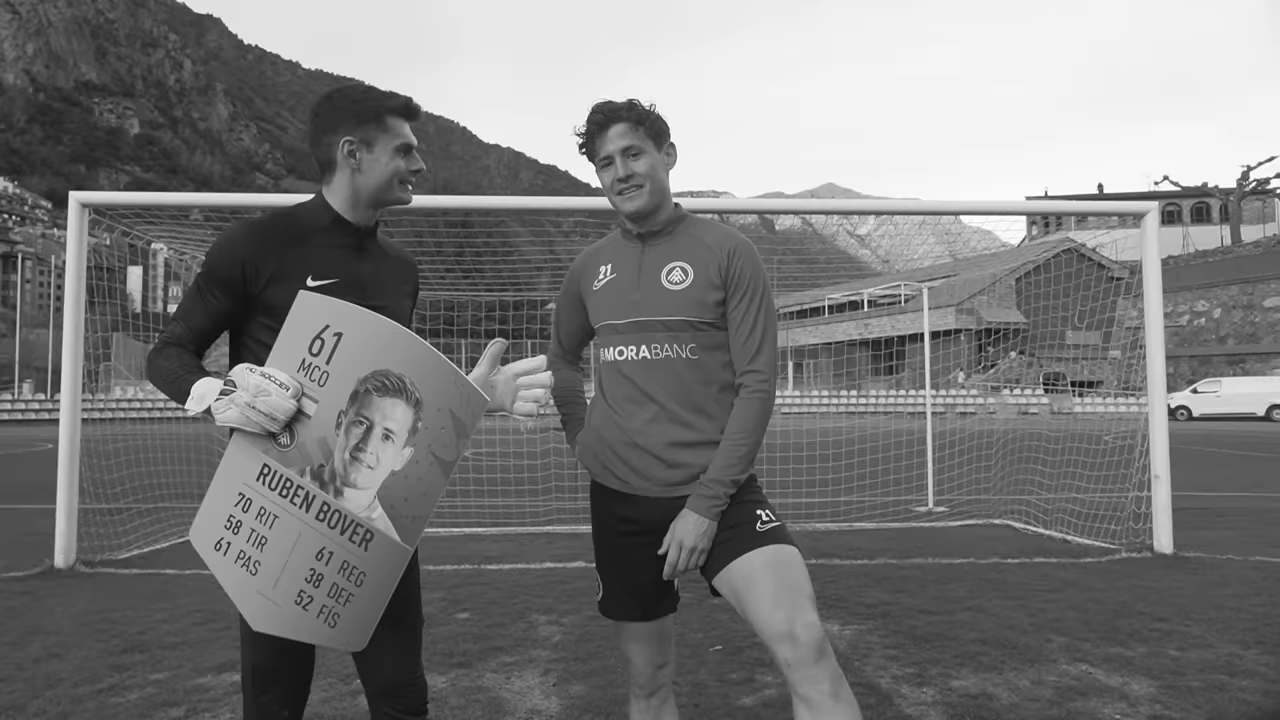 61
MCO
RUBEN BOVER
70 RIT
58 TIR
61 PAS
61 REG
38 DEF
52 FÍS
SOCCER
21
MORABANC
21